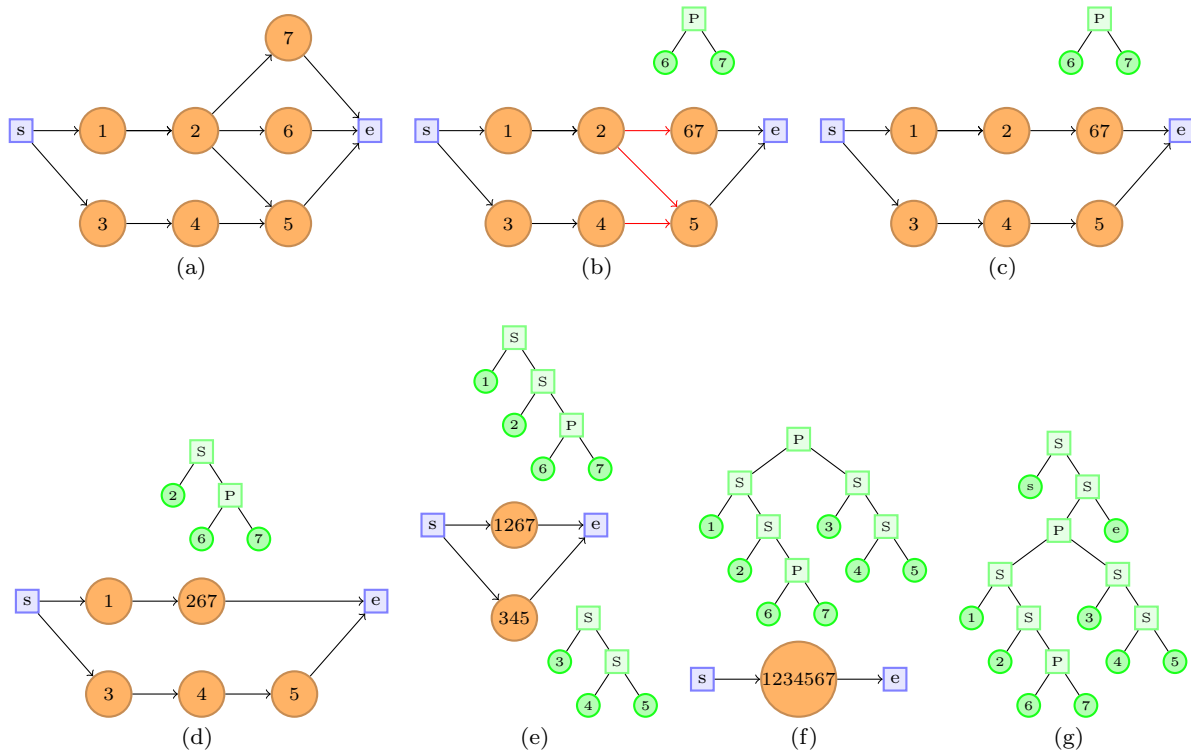 7
s 1 2 6 e
3 4 5
(a)
P
6 7
s 1 2 67 e
3 4 5
(b)
P
6 7
s 1 2 67 e
3 4 5
(c)
S
2 P
6 7
s 1 267 e
3 4 5
(d)
S
1 S
2 P
6 7
s 1267 e
345
S
3 S
4 5
(e)
P
S S
1 S 3 S
2 P 4 5
6 7
s 1234567 e
(f)
S
s S
P e
S S
1 S 3 S
2 P 4 5
6 7
(g)